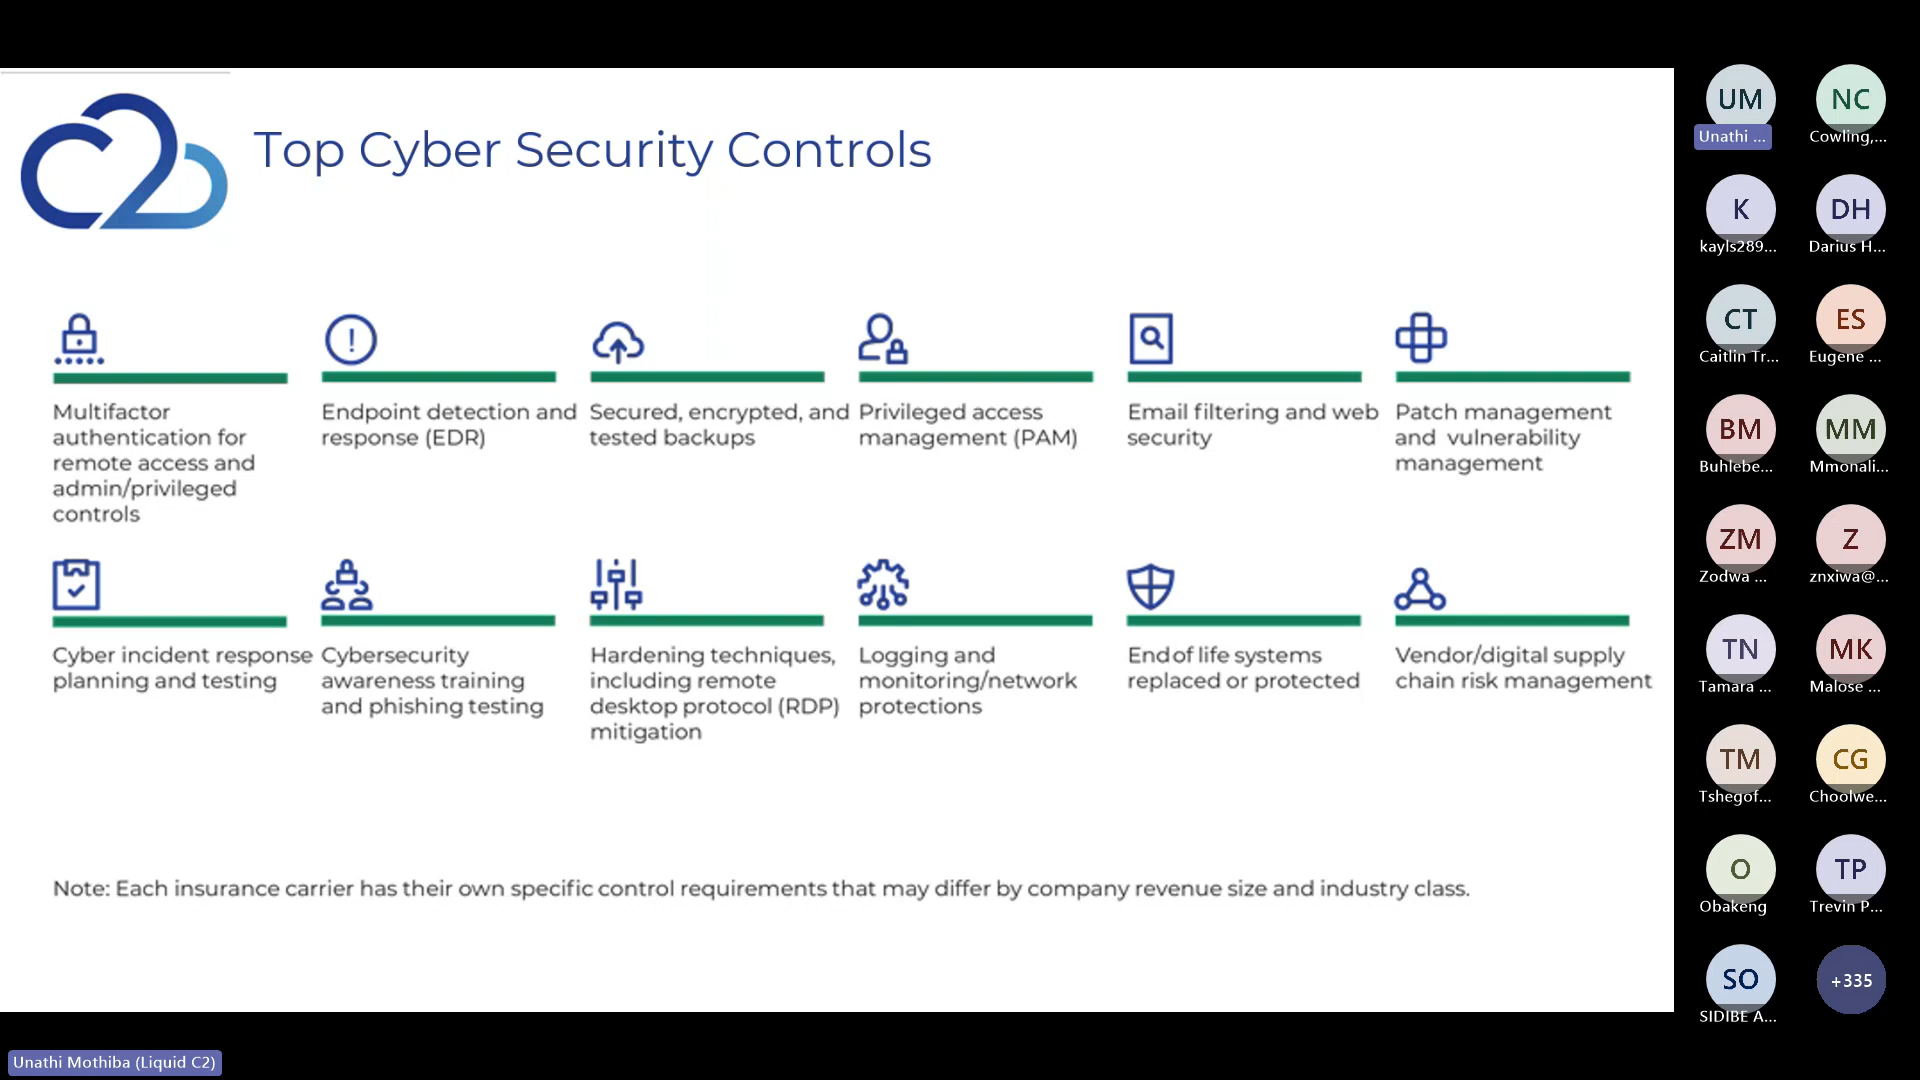 Top Cyber Security Controls
Multifactor
authentication for
remote access and
admin/privileged
controls
Endpoint detection and
response (EDR)
Secured, encrypted, and
tested backups
Privileged access
management (PAM)
Email filtering and web
security
Patch management
and vulnerability
management
Cyber incident response
planning and testing
Cybersecurity
awareness training
and phishing testing
Hardening techniques,
including remote
desktop protocol (RDP)
mitigation
Logging and
monitoring/network
protections
End of life systems
replaced or protected
Vendor/digital supply
chain risk management
Note: Each insurance carrier has their own specific control requirements that may differ by company revenue size and industry class.
Unathi Mothiba (Liquid C2)
UM
Unathi ...
NC
Cowling,...
K
kayls289...
DH
Darius H...
CT
Caitlin Tr...
ES
Eugene ...
BM
Buhlebe...
MM
Mmonali...
ZM
Zodwa ...
Z
znxiwa@...
TN
Tamara ...
MK
Malose ...
TM
Tshegof...
CG
Choolwe...
O
Obakeng
TP
Trevin P...
SO
SIDIBE A...
+335